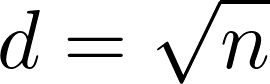 d = √n